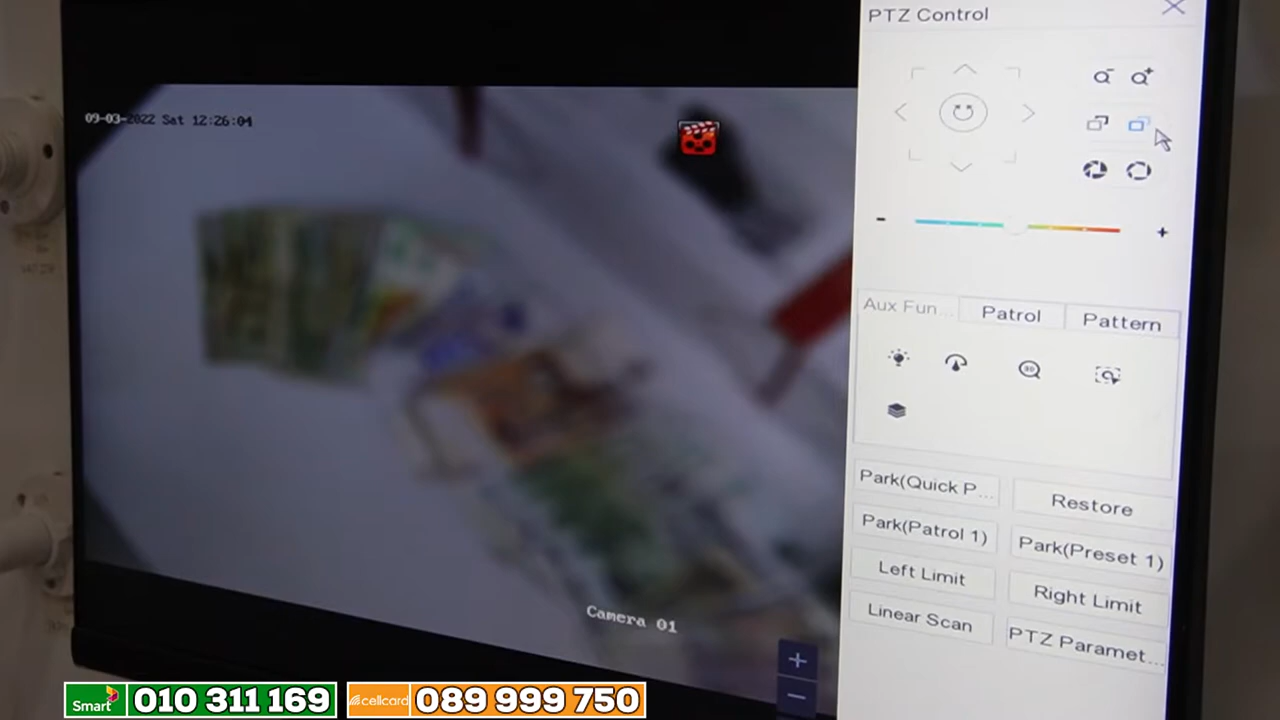 PTZ Control
09-03-2022 Sat 12:26:04
Aux Fun...
Patrol
Pattern
3D
Park(Quick P...
Restore
Park(Patrol 1)
Park(Preset 1)
Left Limit
Right Limit
Linear Scan
PTZ Paramet...
Camera 01
Smart
010 311 169
cellcard
089 999 750